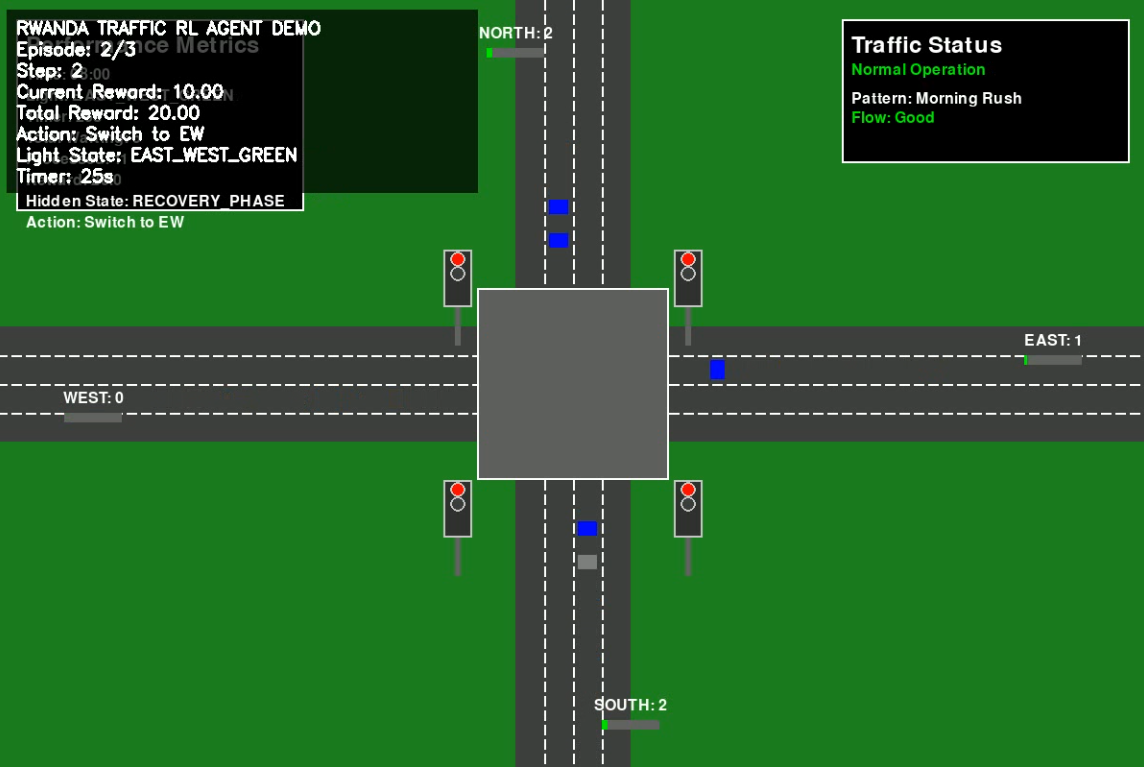 RWANDA TRAFFIC RL AGENT DEMO
Episode: 2/3
Step: 2
Current Reward: 10.00
Total Reward: 20.00
Action: Switch to EW
Light State: EAST_WEST_GREEN
Timer: 25s
Hidden State: RECOVERY_PHASE
Action: Switch to EW
NORTH: 2
Traffic Status
Normal Operation
Pattern: Morning Rush
Flow: Good
EAST: 1
WEST: 0
SOUTH: 2